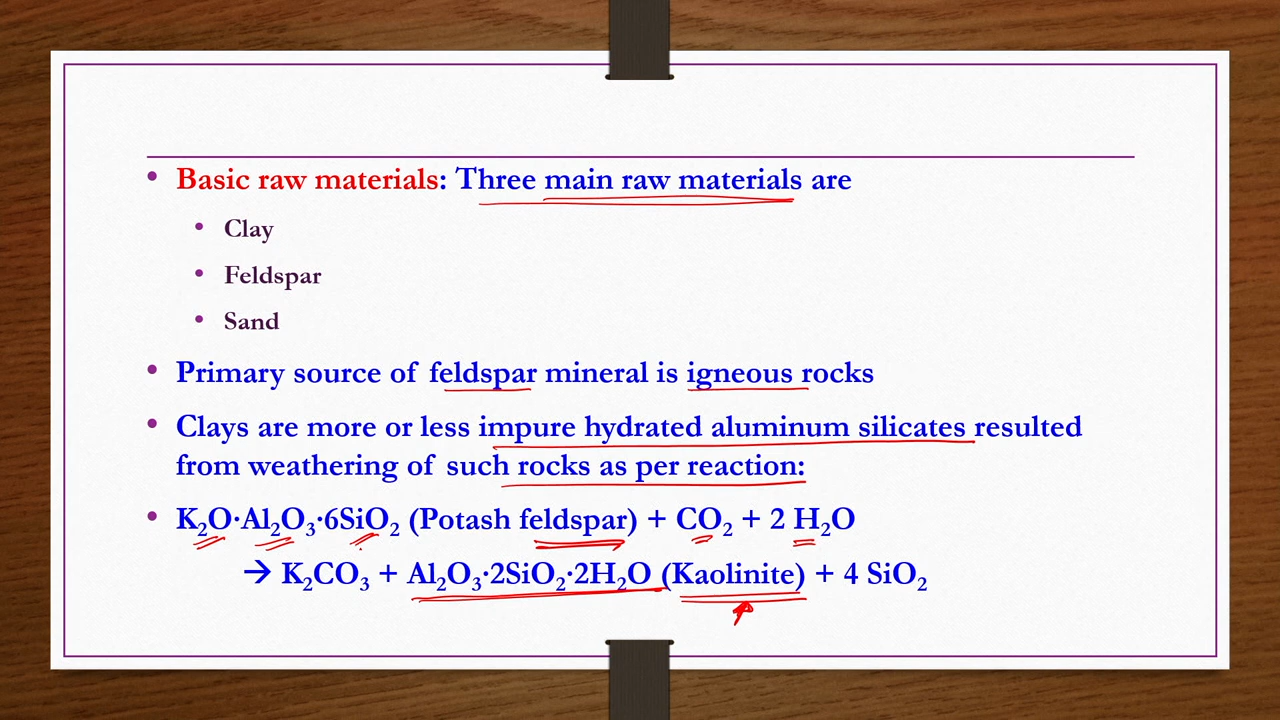 • Basic raw materials: Three main raw materials are
• Clay
• Feldspar
• Sand
• Primary source of feldspar mineral is igneous rocks
• Clays are more or less impure hydrated aluminum silicates resulted
from weathering of such rocks as per reaction:
• K₂O·Al₂O₃·6SiO₂ (Potash feldspar) + CO₂ + 2 H₂O
→ K₂CO₃ + Al₂O₃·2SiO₂·2H₂O (Kaolinite) + 4 SiO₂